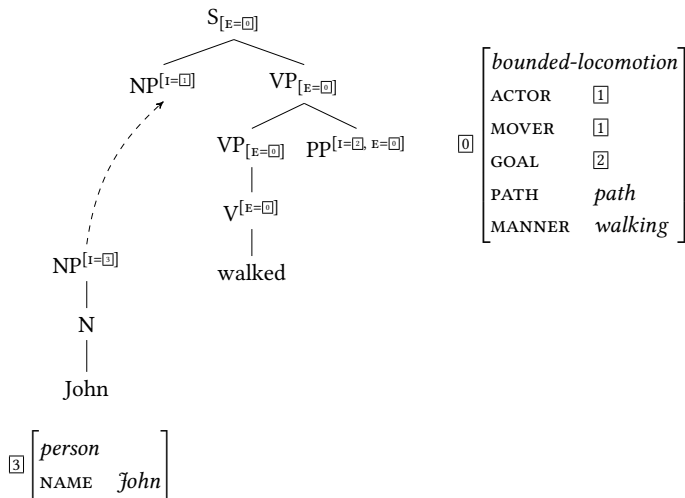 S[E=0]
NP[I=1] VP[E=0]
VP[E=0] PP[I=2, E=0]
V[E=0]
walked
NP[I=3]
N
John
0
bounded-locomotion
ACTOR 1
MOVER 1
GOAL 2
PATH path
MANNER walking
3
person
NAME John